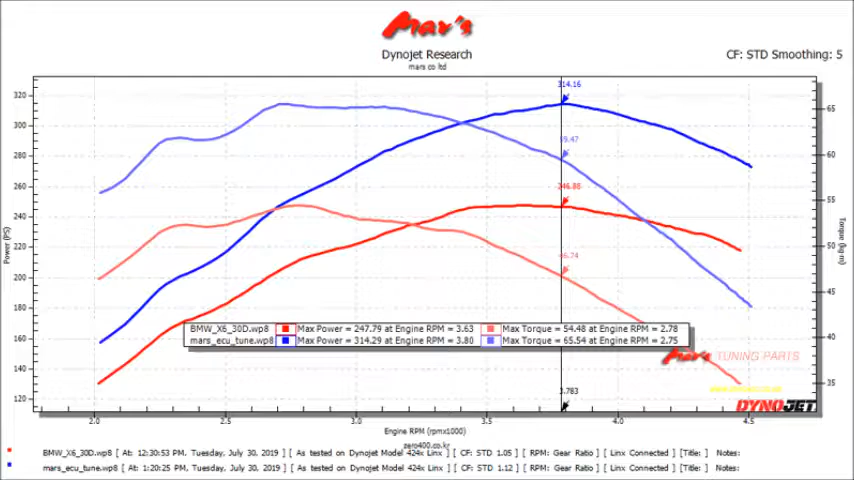 Mar's
Dynojet Research
mars co ltd
CF: STD Smoothing: 5
314.16
59.47
246.86
46.74
3.783
Power (PS)
320
300
280
260
240
220
200
180
160
140
120
Torque (kg m)
65
60
55
50
45
40
35
BMW_X6_30D.wp8 Max Power = 247.79 at Engine RPM = 3.63 Max Torque = 54.48 at Engine RPM = 2.78
mars_ecu_tune.wp8 Max Power = 314.29 at Engine RPM = 3.80 Max Torque = 65.54 at Engine RPM = 2.75
Mar's TUNING PARTS
DYNOJET
2.0 2.5 3.0 3.5 4.0 4.5
Engine RPM (rpmx1000)
zero400.co.kr
BMW_X6_30D.wp8 [ At: 12:30:53 PM, Tuesday, July 30, 2019 ] [ As tested on Dynojet Model 424x Linx ] [ CF: STD 1.05 ] [ RPM: Gear Ratio ] [ Linx Connected ] [Title: ] Notes:
mars_ecu_tune.wp8 [ At: 1:20:25 PM, Tuesday, July 30, 2019 ] [ As tested on Dynojet Model 424x Linx ] [ CF: STD 1.12 ] [ RPM: Gear Ratio ] [ Linx Connected ] [Title: ] Notes: